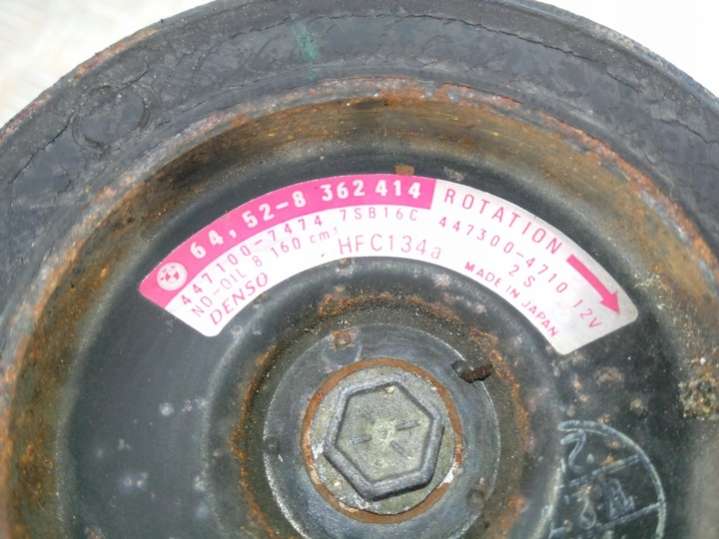 64,52-8 362 414
ROTATION
447100-7474 7SB16C 447300-4710 12V
NO-OIL 8 160 cm³ HFC134a 2S
DENSO MADE IN JAPAN